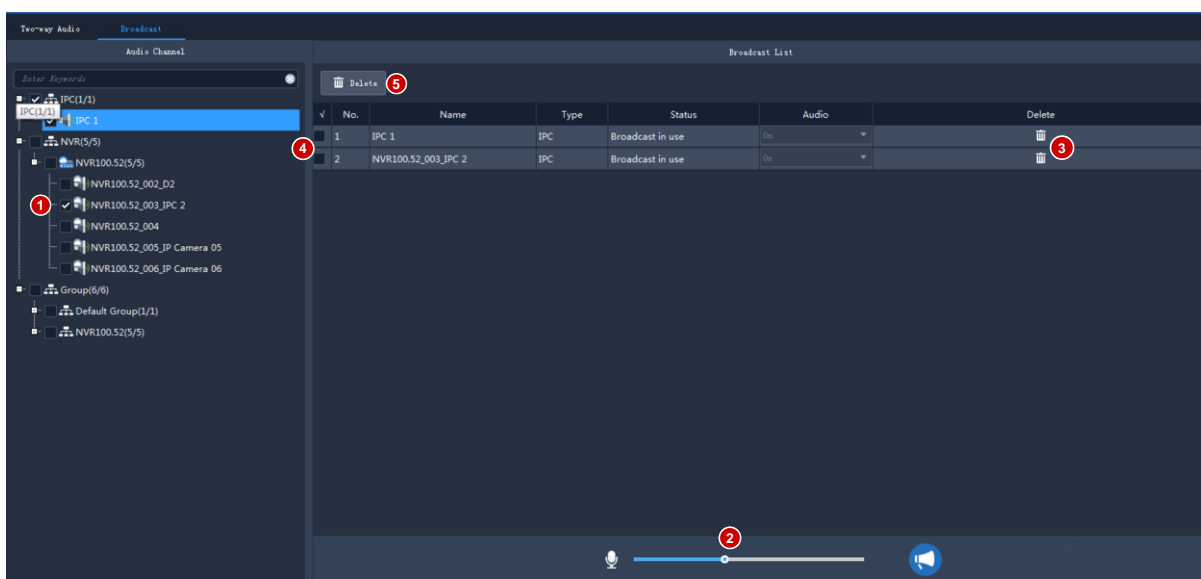 Two-way Audio Broadcast
Audio Channel
Broadcast List
Enter Keywords
Delete 5
IPC(1/1)
IPC(1/1)
IPC 1
√ No. Name Type Status Audio Delete
4 1 IPC 1 IPC Broadcast in use On 3
2 NVR100.52_003_IPC 2 IPC Broadcast in use On
NVR(5/5)
NVR100.52(5/5)
NVR100.52_002_D2
1 NVR100.52_003_IPC 2
NVR100.52_004
NVR100.52_005_IP Camera 05
NVR100.52_006_IP Camera 06
Group(6/6)
Default Group(1/1)
NVR100.52(5/5)
2